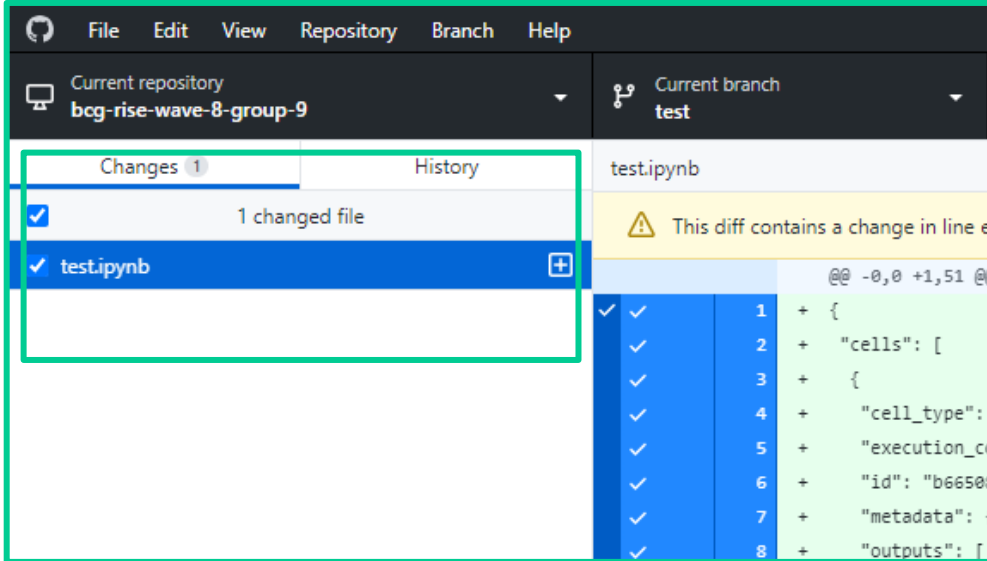 File Edit View Repository Branch Help
Current repository
bcg-rise-wave-8-group-9
Current branch
test
Changes 1 History
1 changed file
test.ipynb
test.ipynb
This diff contains a change in line e
@@ -0,0 +1,51 @@
1 + {
2 + "cells": [
3 + {
4 + "cell_type":
5 + "execution_co
6 + "id": "b66508
7 + "metadata": {
8 + "outputs": [